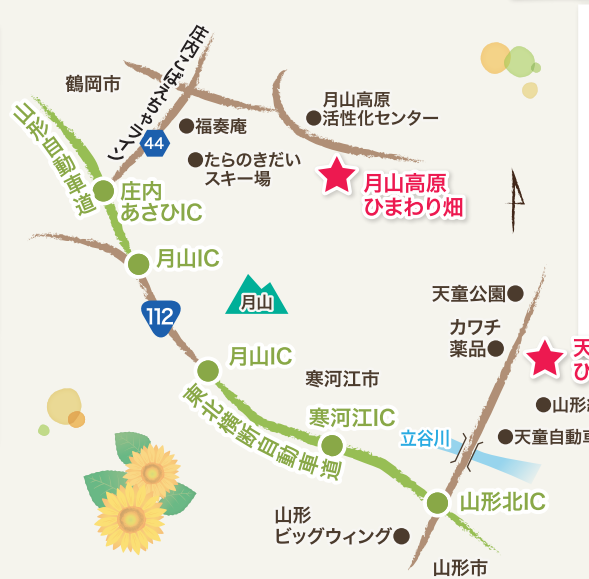 庄内こばえちゃライン
鶴岡市
月山高原
活性化センター
44
福奏庵
たらのきだい
スキー場
山形自動車道
月山高原
ひまわり畑
庄内
あさひIC
月山IC
天童公園
月山
112
カワチ
薬品
天
ひ
月山IC
寒河江市
東北横断自動車道
山形
寒河江IC
立谷川
天童自動
山形北IC
山形
ビッグウィング
山形市